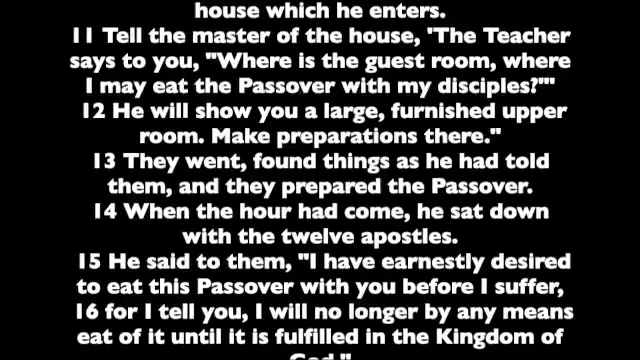 house which he enters.
11 Tell the master of the house, 'The Teacher
says to you, "Where is the guest room, where
I may eat the Passover with my disciples?"'
12 He will show you a large, furnished upper
room. Make preparations there."
13 They went, found things as he had told
them, and they prepared the Passover.
14 When the hour had come, he sat down
with the twelve apostles.
15 He said to them, "I have earnestly desired
to eat this Passover with you before I suffer,
16 for I tell you, I will no longer by any means
eat of it until it is fulfilled in the Kingdom of
God."